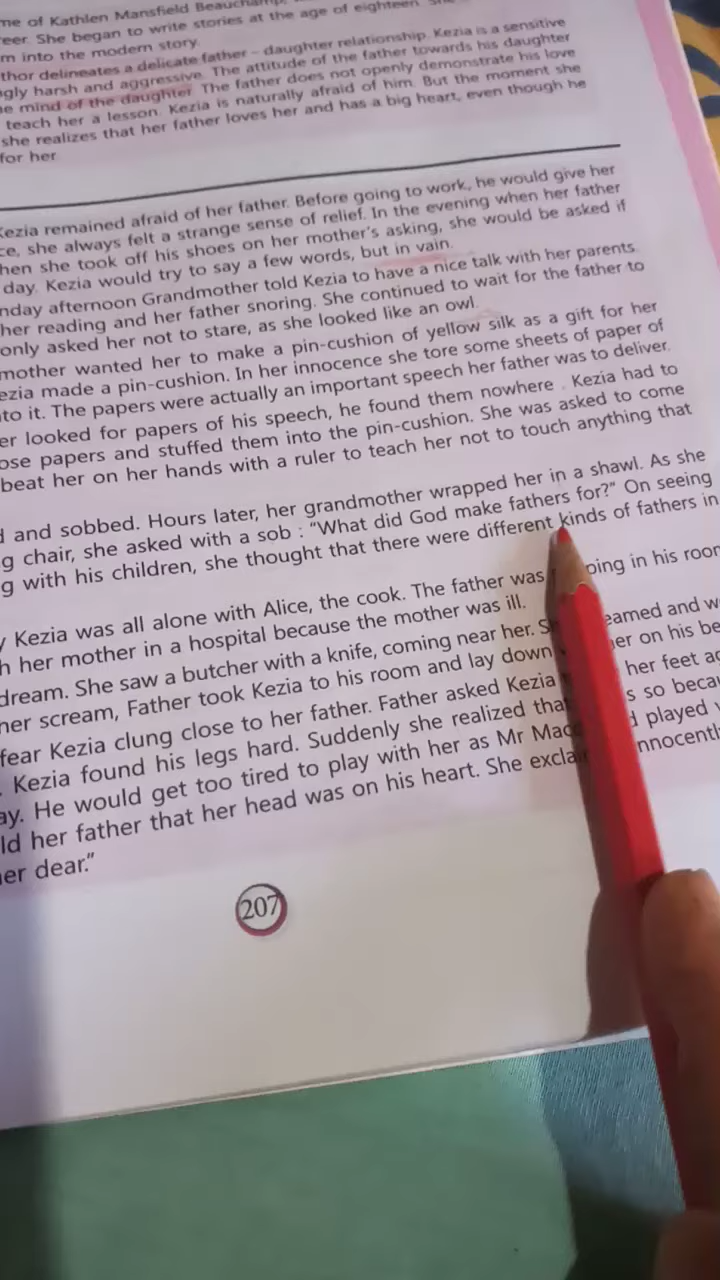 me of Kathlen Mansfield Beauchamp,
eer. She began to write stories at the age of eighteen
m into the modern story.
thor delineates a delicate father – daughter relationship. Kezia is a sensitive
gly harsh and aggressive. The attitude of the father towards his daughter
e mind of the daughter. The father does not openly demonstrate his love
teach her a lesson. Kezia is naturally afraid of him. But the moment she
she realizes that her father loves her and has a big heart, even though he
for her
Kezia remained afraid of her father. Before going to work, he would give her
ce, she always felt a strange sense of relief. In the evening when her father
hen she took off his shoes on her mother's asking, she would be asked if
day. Kezia would try to say a few words, but in vain.
nday afternoon Grandmother told Kezia to have a nice talk with her parents.
her reading and her father snoring. She continued to wait for the father to
only asked her not to stare, as she looked like an owl.
mother wanted her to make a pin-cushion of yellow silk as a gift for her
ezia made a pin-cushion. In her innocence she tore some sheets of paper of
to it. The papers were actually an important speech her father was to deliver.
er looked for papers of his speech, he found them nowhere . Kezia had to
ose papers and stuffed them into the pin-cushion. She was asked to come
beat her on her hands with a ruler to teach her not to touch anything that
d and sobbed. Hours later, her grandmother wrapped her in a shawl. As she
g chair, she asked with a sob : "What did God make fathers for?" On seeing
g with his children, she thought that there were different kinds of fathers in
y Kezia was all alone with Alice, the cook. The father was ping in his room
h her mother in a hospital because the mother was ill.
dream. She saw a butcher with a knife, coming near her. S eamed and w
her scream, Father took Kezia to his room and lay down er on his be
fear Kezia clung close to her father. Father asked Kezia her feet ag
. Kezia found his legs hard. Suddenly she realized that s so becau
ay. He would get too tired to play with her as Mr Mac d played
ld her father that her head was on his heart. She exclai nnocentl
er dear."
207